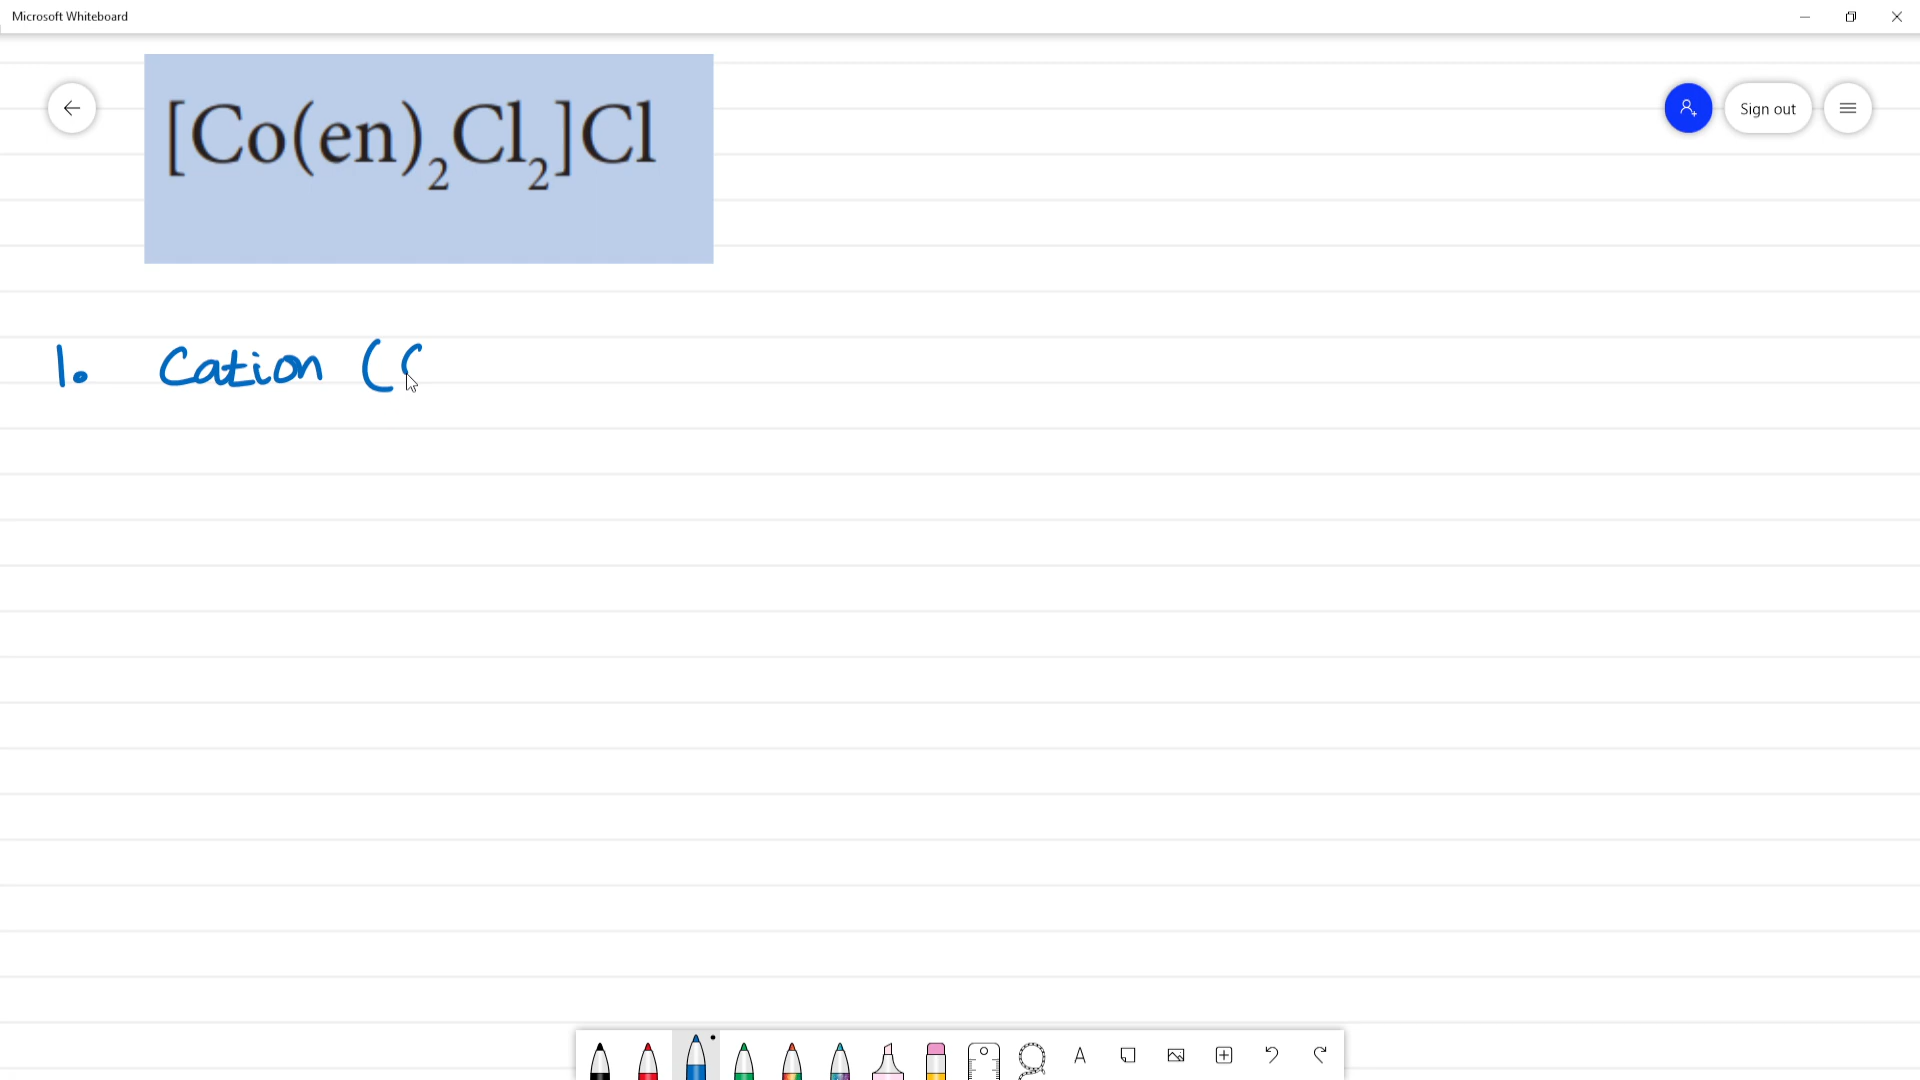 Microsoft Whiteboard
[Co(en)₂Cl₂]Cl
Sign out
1. Cation ((
A